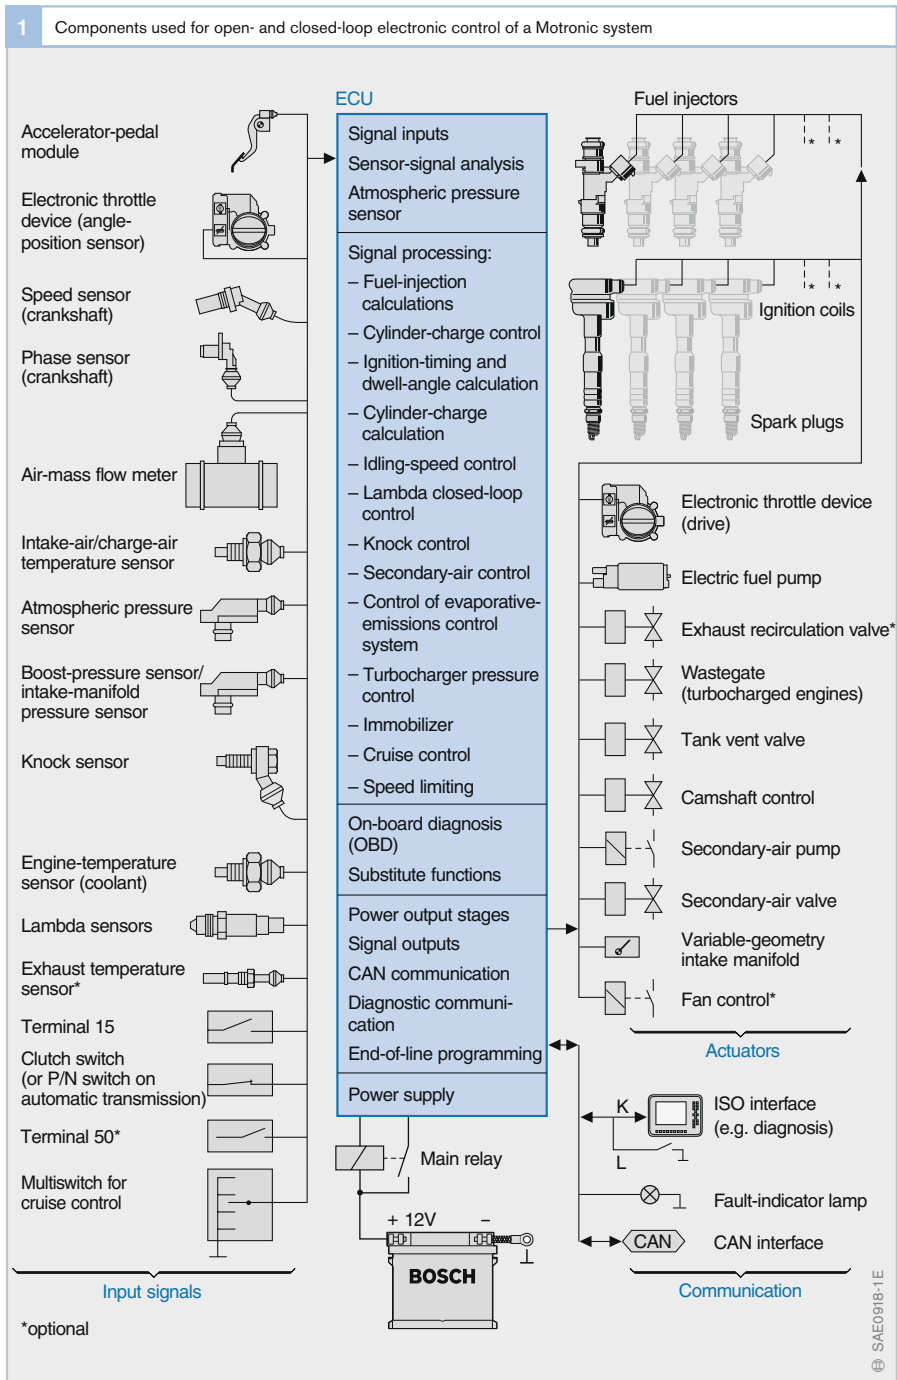 1
Components used for open- and closed-loop electronic control of a Motronic system
Accelerator-pedal
module
Electronic throttle
device (angle-
position sensor)
Speed sensor
(crankshaft)
Phase sensor
(crankshaft)
Air-mass flow meter
Intake-air/charge-air
temperature sensor
Atmospheric pressure
sensor
Boost-pressure sensor/
intake-manifold
pressure sensor
Knock sensor
Engine-temperature
sensor (coolant)
Lambda sensors
Exhaust temperature
sensor*
Terminal 15
Clutch switch
(or P/N switch on
automatic transmission)
Terminal 50*
Multiswitch for
cruise control
Input signals
*optional
ECU
Signal inputs
Sensor-signal analysis
Atmospheric pressure
sensor
Signal processing:
– Fuel-injection
calculations
– Cylinder-charge control
– Ignition-timing and
dwell-angle calculation
– Cylinder-charge
calculation
– Idling-speed control
– Lambda closed-loop
control
– Knock control
– Secondary-air control
– Control of evaporative-
emissions control
system
– Turbocharger pressure
control
– Immobilizer
– Cruise control
– Speed limiting
On-board diagnosis
(OBD)
Substitute functions
Power output stages
Signal outputs
CAN communication
Diagnostic communi-
cation
End-of-line programming
Power supply
Main relay
+ 12V –
BOSCH
Fuel injectors
* *
* *
Ignition coils
Spark plugs
Electronic throttle device
(drive)
Electric fuel pump
Exhaust recirculation valve*
Wastegate
(turbocharged engines)
Tank vent valve
Camshaft control
Secondary-air pump
Secondary-air valve
Variable-geometry
intake manifold
Fan control*
Actuators
K
L
ISO interface
(e.g. diagnosis)
Fault-indicator lamp
CAN
CAN interface
Communication
SAE0918-1E